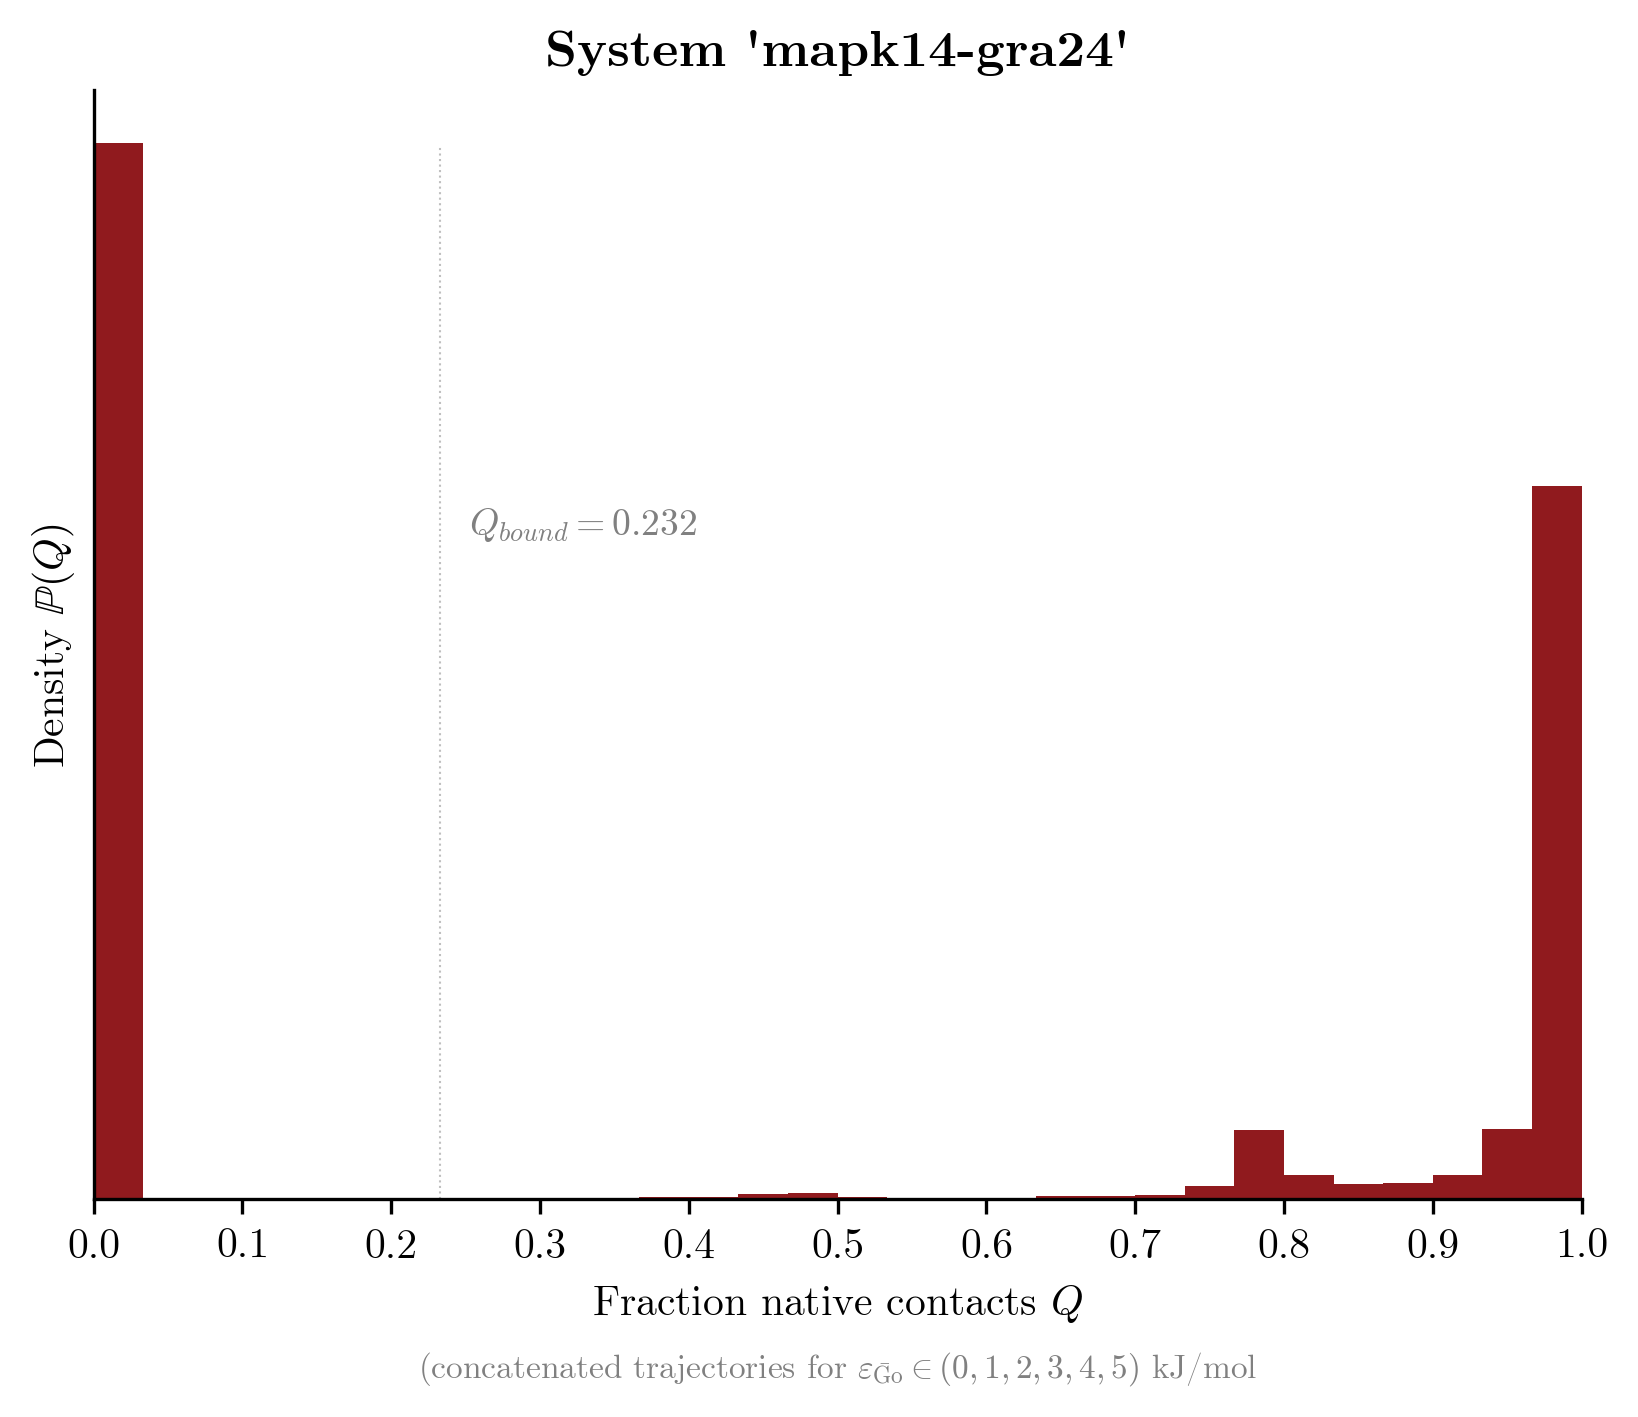 System 'mapk14-gra24'
Density ℙ(Q)
Q_bound = 0.232
0.0 0.1 0.2 0.3 0.4 0.5 0.6 0.7 0.8 0.9 1.0
Fraction native contacts Q
(concatenated trajectories for ε_Ḡo ∈ (0, 1, 2, 3, 4, 5) kJ/mol